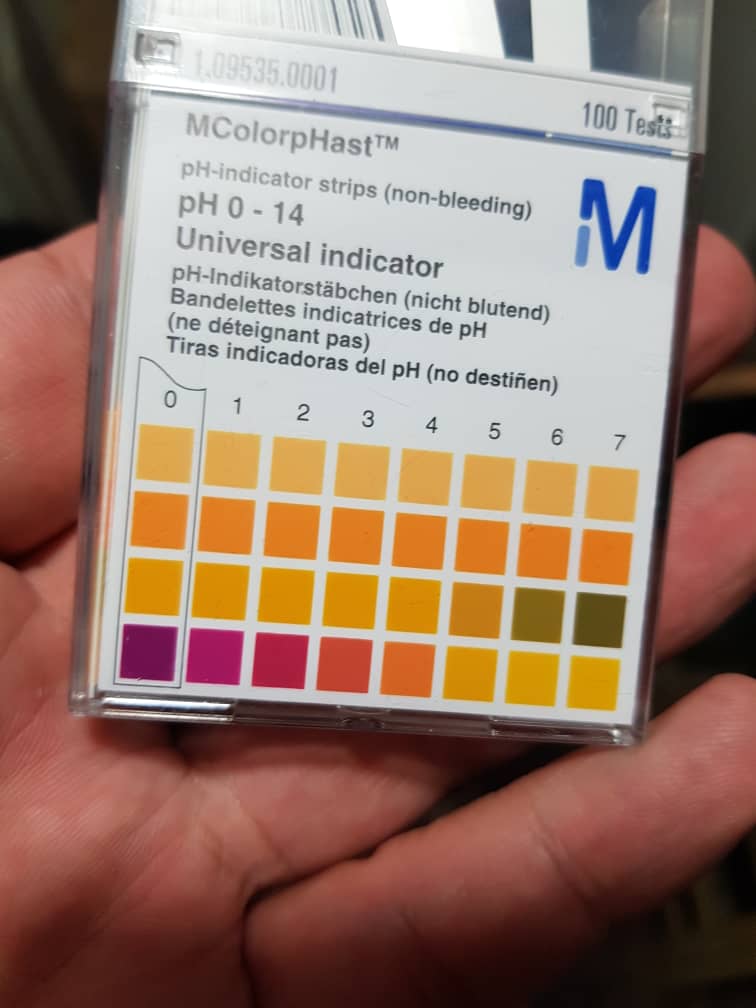 1.09535.0001
100 Tests
MColorpHast™
pH-indicator strips (non-bleeding)
pH 0 - 14
Universal indicator
pH-Indikatorstäbchen (nicht blutend)
Bandelettes indicatrices de pH
(ne déteignant pas)
Tiras indicadoras del pH (no destiñen)
M
0 1 2 3 4 5 6 7